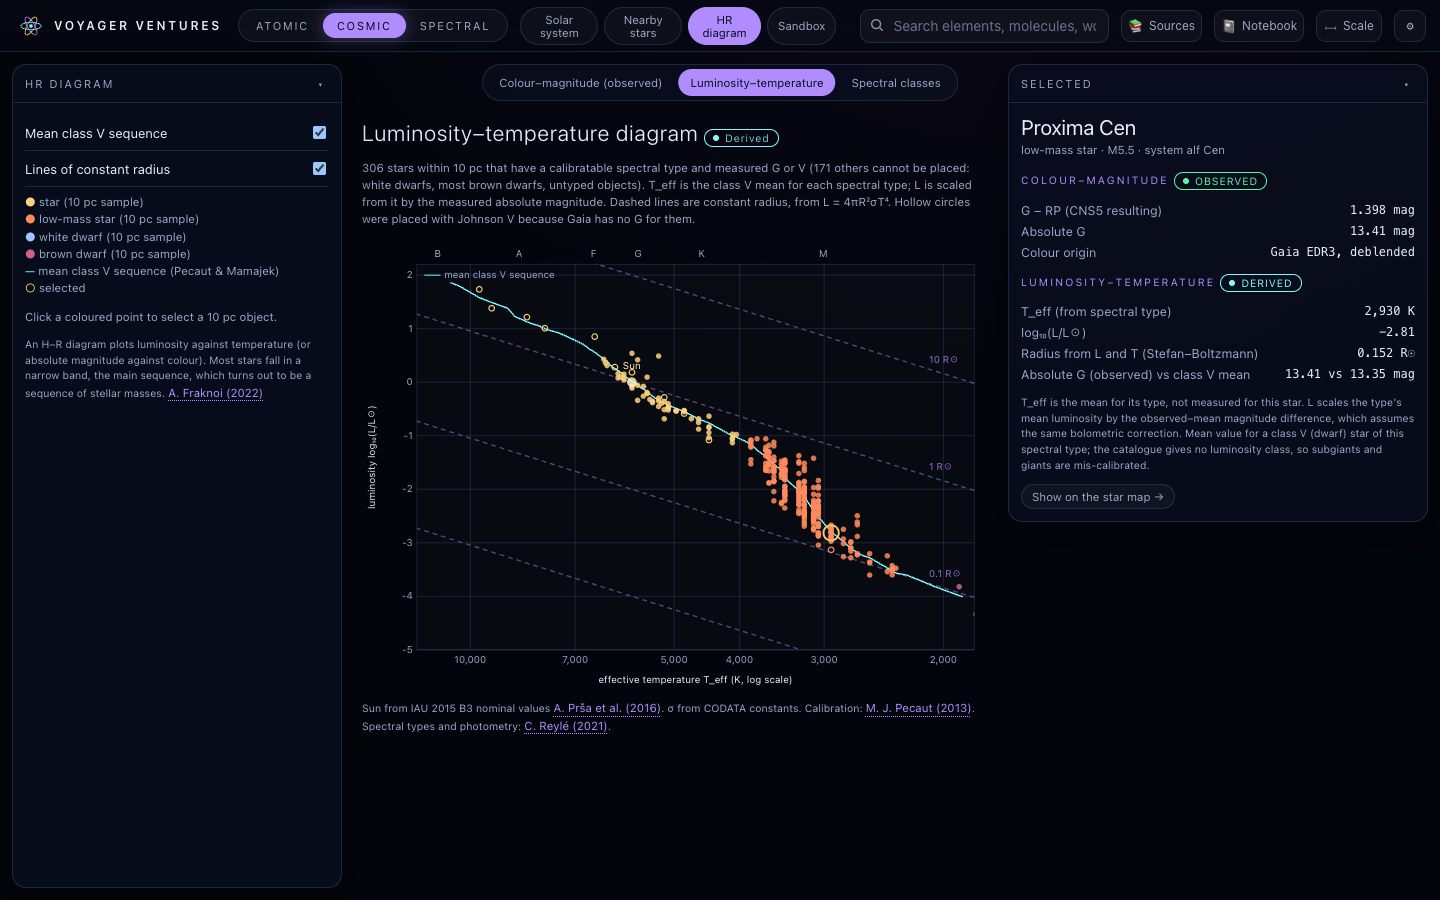 VOYAGER VENTURES
ATOMIC
COSMIC
SPECTRAL
Solar system
Nearby stars
HR diagram
Sandbox
Search elements, molecules, wo
Sources
Notebook
Scale
HR DIAGRAM
Mean class V sequence
Lines of constant radius
star (10 pc sample)
low-mass star (10 pc sample)
white dwarf (10 pc sample)
brown dwarf (10 pc sample)
mean class V sequence (Pecaut & Mamajek)
selected
Click a coloured point to select a 10 pc object.
An H–R diagram plots luminosity against temperature (or
absolute magnitude against colour). Most stars fall in a
narrow band, the main sequence, which turns out to be a
sequence of stellar masses. A. Fraknoi (2022)
Colour–magnitude (observed)
Luminosity–temperature
Spectral classes
Luminosity–temperature diagram
Derived
306 stars within 10 pc that have a calibratable spectral type and measured G or V (171 others cannot be placed:
white dwarfs, most brown dwarfs, untyped objects). T_eff is the class V mean for each spectral type; L is scaled
from it by the measured absolute magnitude. Dashed lines are constant radius, from L = 4πR²σT⁴. Hollow circles
were placed with Johnson V because Gaia has no G for them.
B A F G K M
mean class V sequence
Sun
10 R☉
1 R☉
0.1 R☉
2
1
0
-1
-2
-3
-4
-5
luminosity log₁₀(L/L☉)
10,000 7,000 5,000 4,000 3,000 2,000
effective temperature T_eff (K, log scale)
Sun from IAU 2015 B3 nominal values A. Prša et al. (2016). σ from CODATA constants. Calibration: M. J. Pecaut (2013).
Spectral types and photometry: C. Reylé (2021).
SELECTED
Proxima Cen
low-mass star · M5.5 · system alf Cen
COLOUR–MAGNITUDE
OBSERVED
G − RP (CNS5 resulting) 1.398 mag
Absolute G 13.41 mag
Colour origin Gaia EDR3, deblended
LUMINOSITY–TEMPERATURE
DERIVED
T_eff (from spectral type) 2,930 K
log₁₀(L/L☉) −2.81
Radius from L and T (Stefan–Boltzmann) 0.152 R☉
Absolute G (observed) vs class V mean 13.41 vs 13.35 mag
T_eff is the mean for its type, not measured for this star. L scales the type's
mean luminosity by the observed–mean magnitude difference, which assumes
the same bolometric correction. Mean value for a class V (dwarf) star of this
spectral type; the catalogue gives no luminosity class, so subgiants and
giants are mis-calibrated.
Show on the star map →